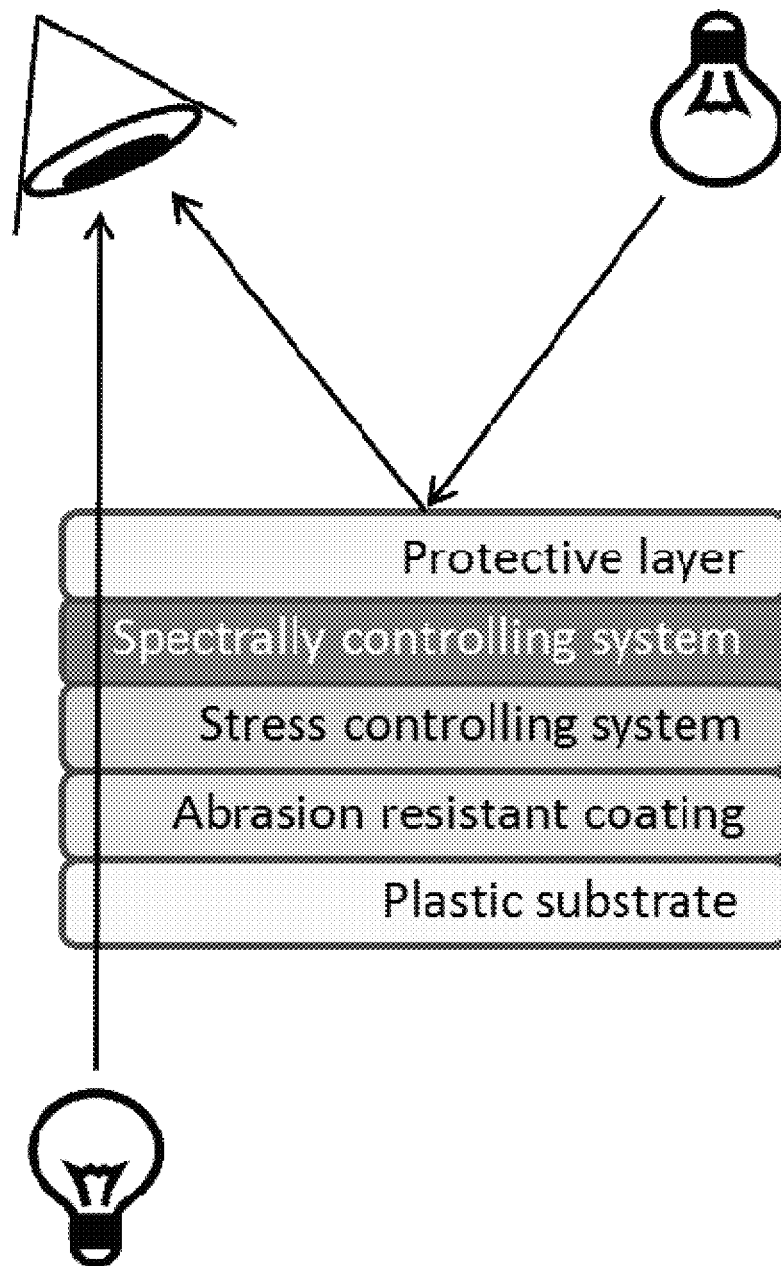 Protective layer
Spectrally controlling system
Stress controlling system
Abrasion resistant coating
Plastic substrate